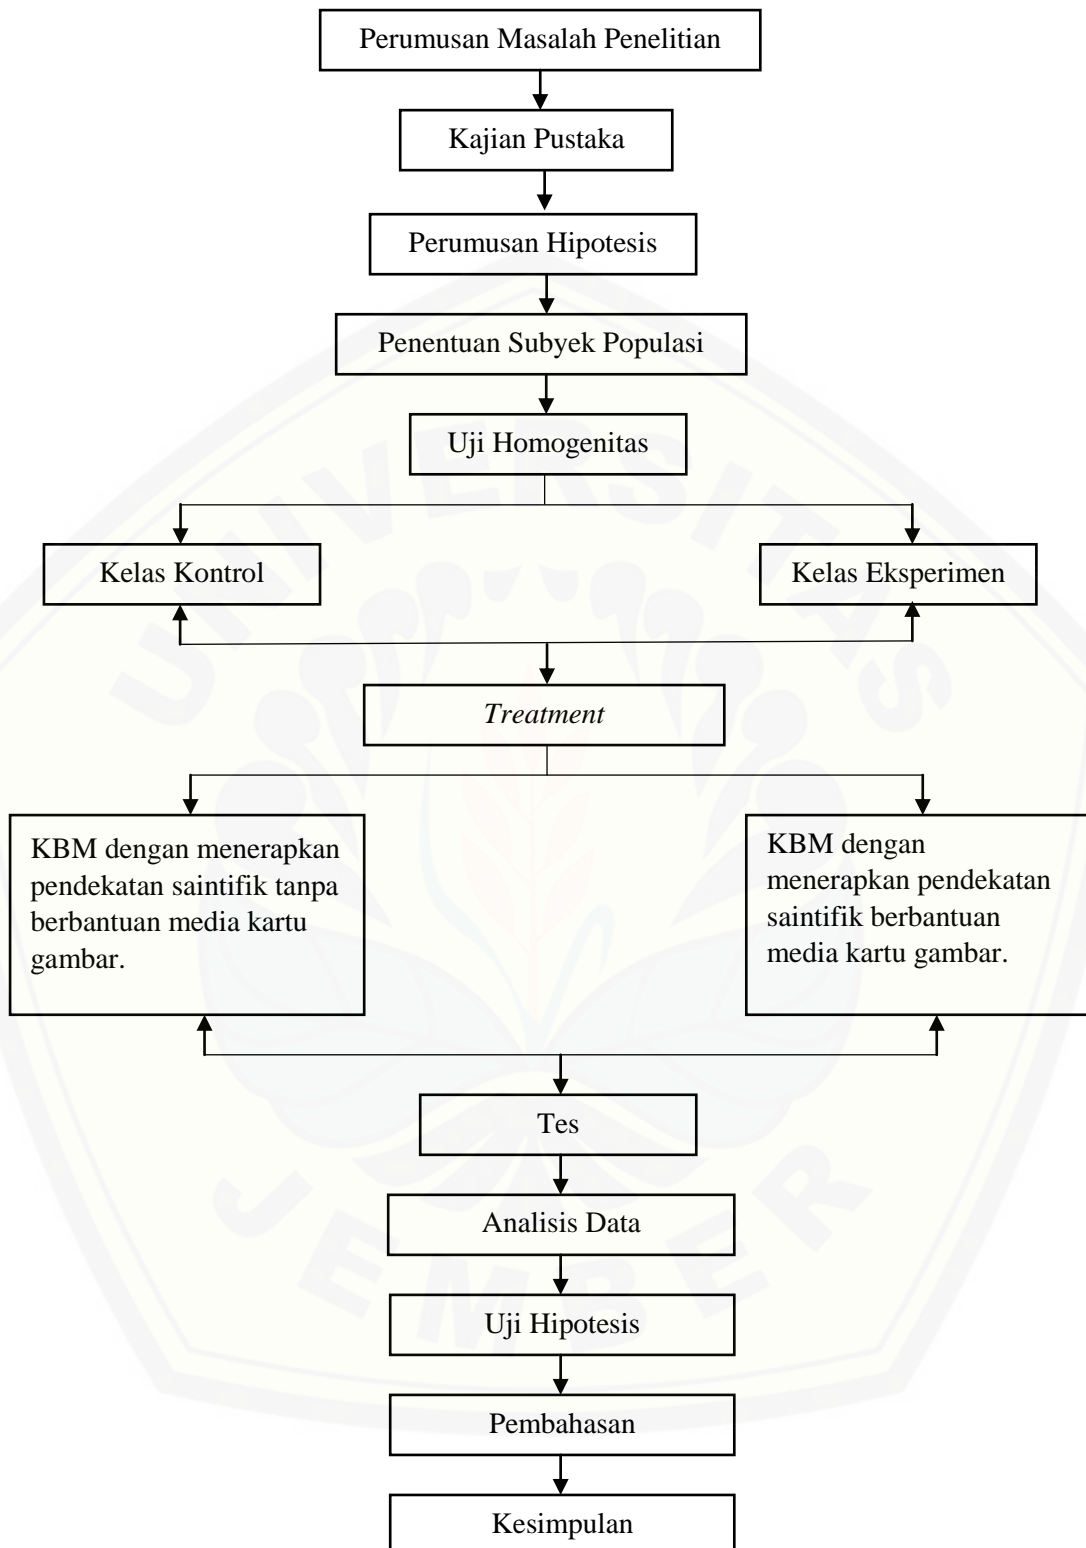 Perumusan Masalah Penelitian
Kajian Pustaka
Perumusan Hipotesis
Penentuan Subyek Populasi
Uji Homogenitas
Kelas Kontrol
Kelas Eksperimen
Treatment
KBM dengan menerapkan
pendekatan saintifik tanpa
berbantuan media kartu
gambar.
KBM dengan
menerapkan pendekatan
saintifik berbantuan
media kartu gambar.
Tes
Analisis Data
Uji Hipotesis
Pembahasan
Kesimpulan
UNIVERSITAS
JEMBER